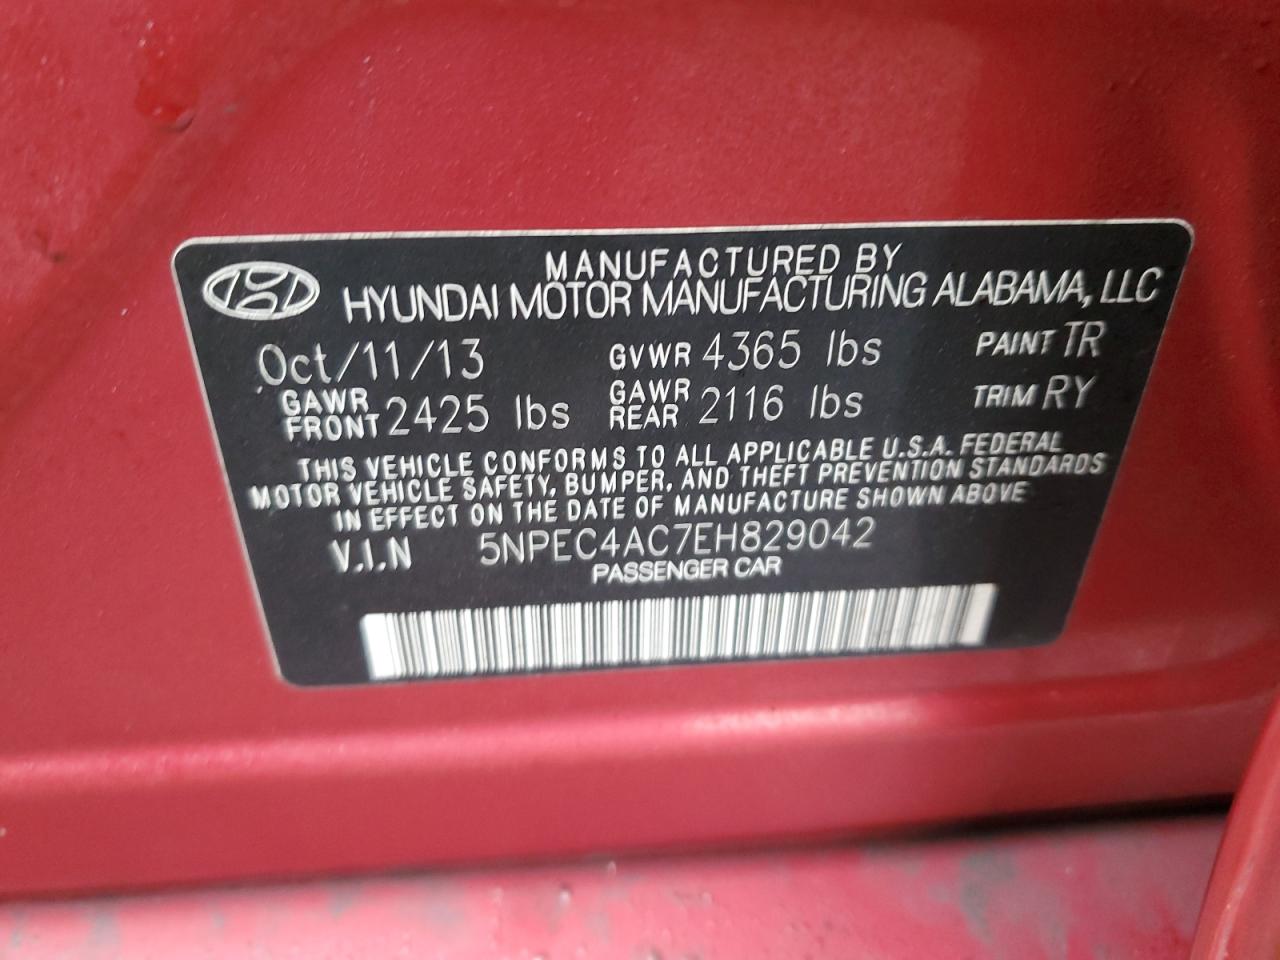 MANUFACTURED BY
HYUNDAI MOTOR MANUFACTURING ALABAMA, LLC
Oct/11/13 GVWR 4365 lbs PAINT TR
GAWR FRONT 2425 lbs GAWR REAR 2116 lbs TRIM RY
THIS VEHICLE CONFORMS TO ALL APPLICABLE U.S.A. FEDERAL
MOTOR VEHICLE SAFETY, BUMPER, AND THEFT PREVENTION STANDARDS
IN EFFECT ON THE DATE OF MANUFACTURE SHOWN ABOVE
V.I.N 5NPEC4AC7EH829042
PASSENGER CAR